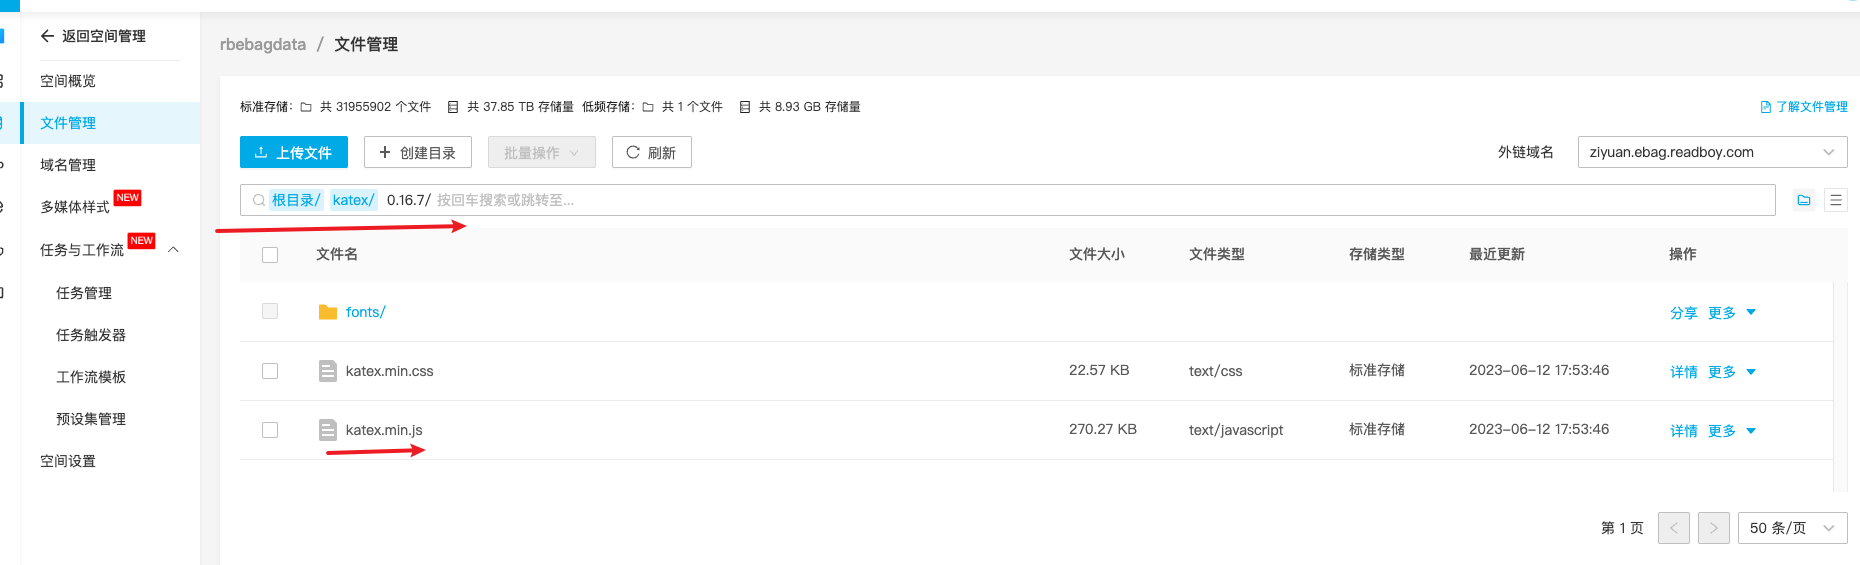 返回空间管理
rbebagdata / 文件管理
空间概览
文件管理
域名管理
多媒体样式 NEW
任务与工作流 NEW
任务管理
任务触发器
工作流模板
预设集管理
空间设置
标准存储: 共 31955902 个文件 共 37.85 TB 存储量 低频存储: 共 1 个文件 共 8.93 GB 存储量
了解文件管理
上传文件 创建目录 批量操作 刷新
外链域名 ziyuan.ebag.readboy.com
根目录/ katex/ 0.16.7/ 按回车搜索或跳转至...
文件名 文件大小 文件类型 存储类型 最近更新 操作
fonts/ 分享 更多
katex.min.css 22.57 KB text/css 标准存储 2023-06-12 17:53:46 详情 更多
katex.min.js 270.27 KB text/javascript 标准存储 2023-06-12 17:53:46 详情 更多
第 1 页 50 条/页